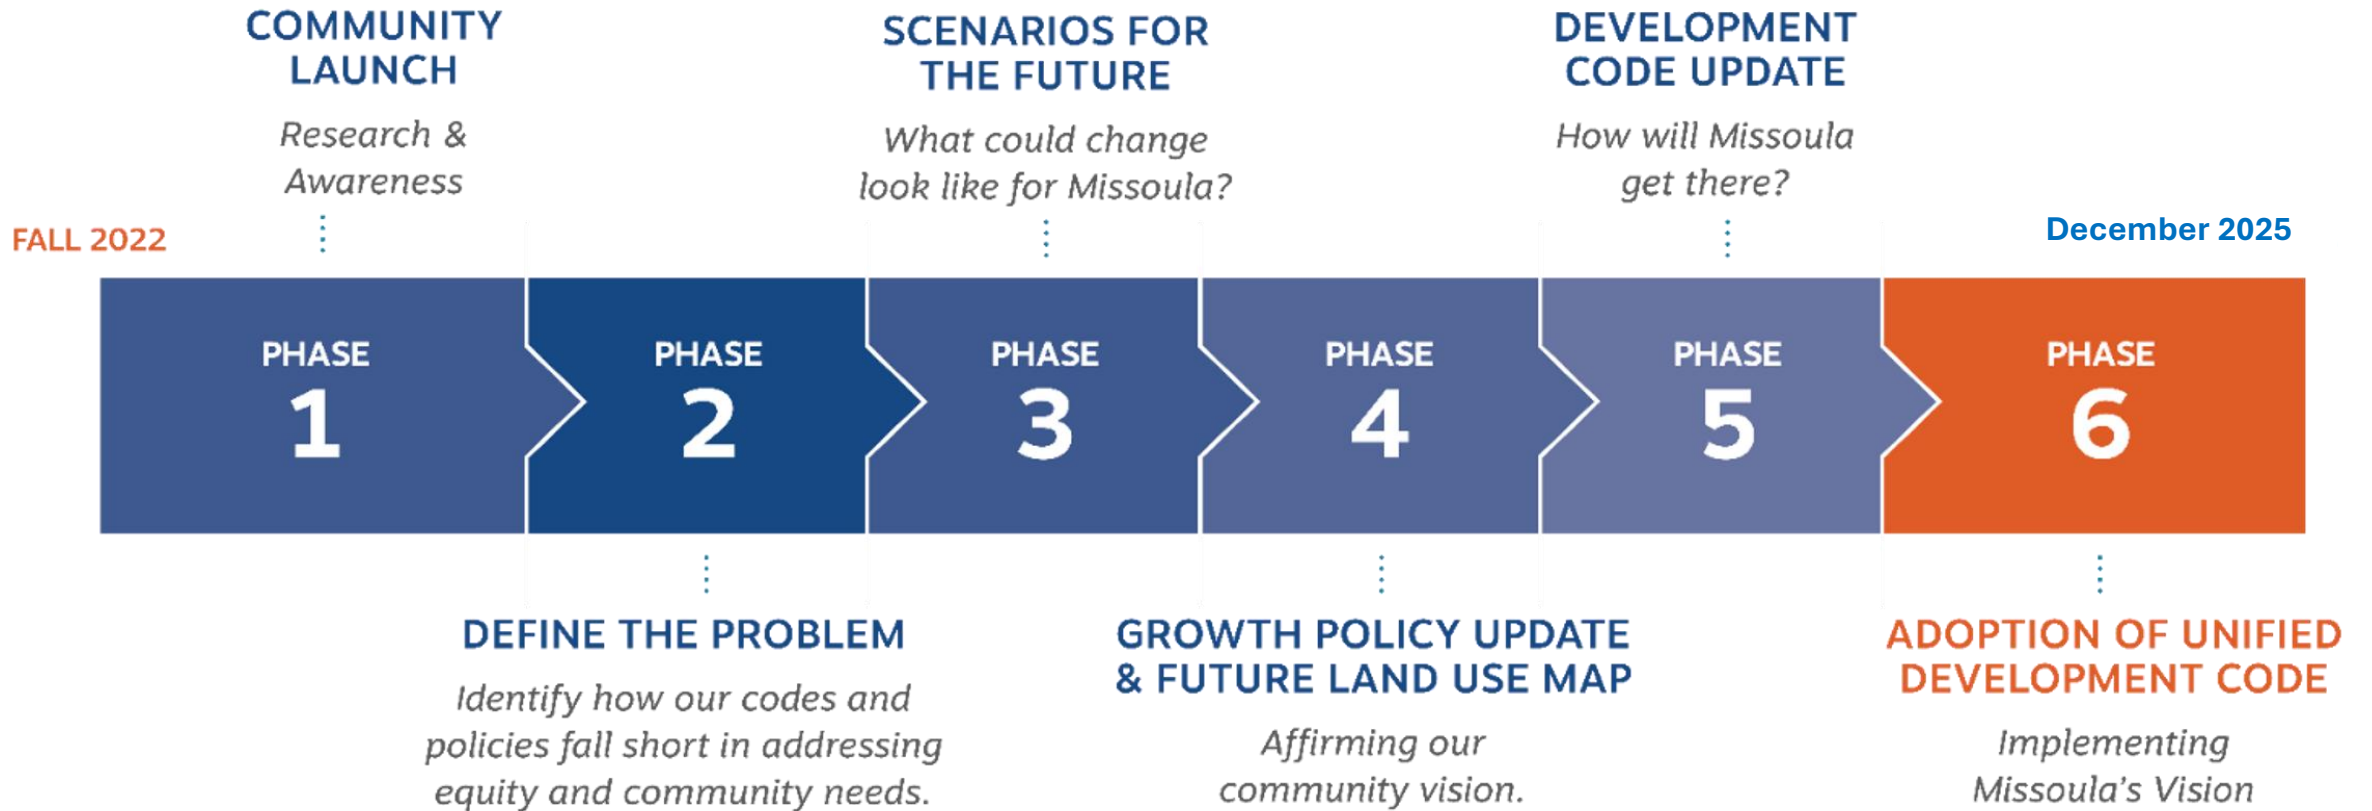 COMMUNITY
LAUNCH
Research &
Awareness
SCENARIOS FOR
THE FUTURE
What could change
look like for Missoula?
DEVELOPMENT
CODE UPDATE
How will Missoula
get there?
FALL 2022
December 2025
PHASE
1
PHASE
2
PHASE
3
PHASE
4
PHASE
5
PHASE
6
DEFINE THE PROBLEM
Identify how our codes and
policies fall short in addressing
equity and community needs.
GROWTH POLICY UPDATE
& FUTURE LAND USE MAP
Affirming our
community vision.
ADOPTION OF UNIFIED
DEVELOPMENT CODE
Implementing
Missoula's Vision